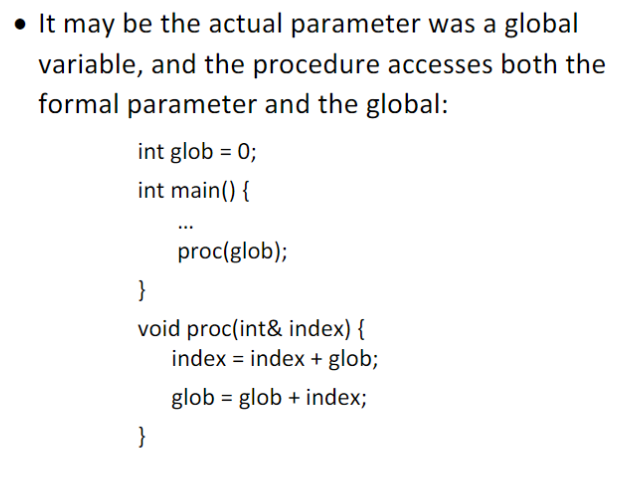 • It may be the actual parameter was a global
variable, and the procedure accesses both the
formal parameter and the global:
int glob = 0;
int main() {
...
proc(glob);
}
void proc(int& index) {
index = index + glob;
glob = glob + index;
}